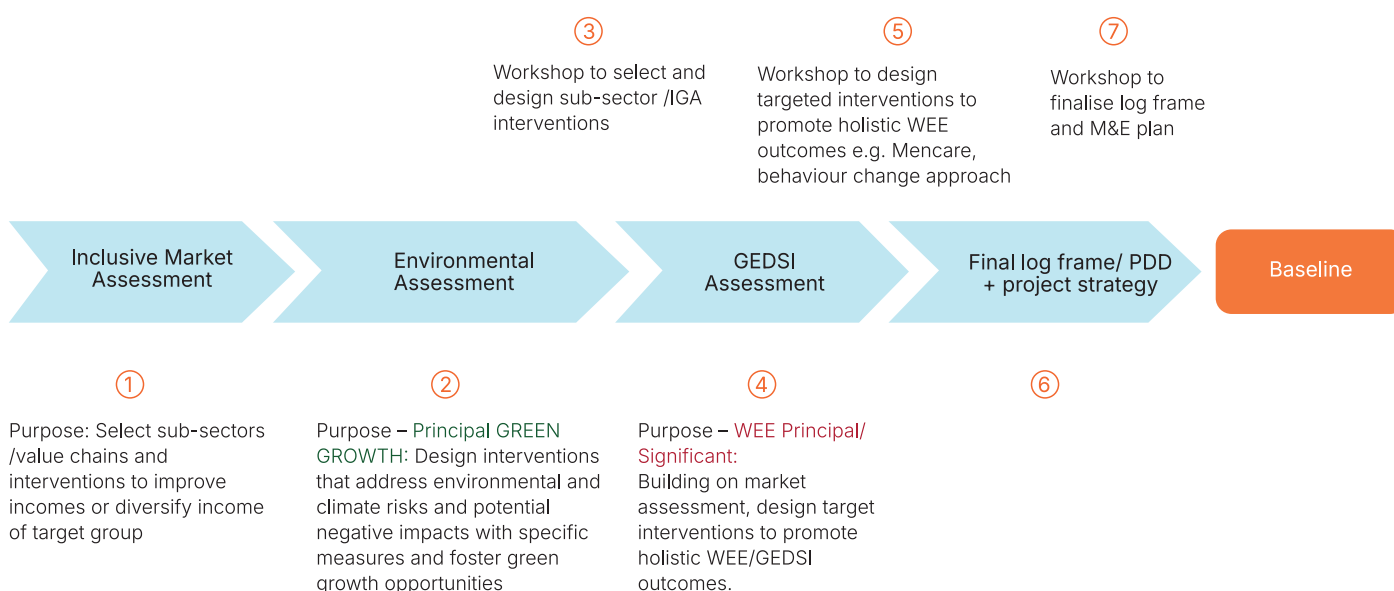 ③
Workshop to select and
design sub-sector /IGA
interventions
⑤
Workshop to design
targeted interventions to
promote holistic WEE
outcomes e.g. Mencare,
behaviour change approach
⑦
Workshop to
finalise log frame
and M&E plan
Inclusive Market
Assessment
Environmental
Assessment
GEDSI
Assessment
Final log frame/ PDD
+ project strategy
Baseline
①
Purpose: Select sub-sectors
/value chains and
interventions to improve
incomes or diversify income
of target group
②
Purpose – Principal GREEN
GROWTH: Design interventions
that address environmental and
climate risks and potential
negative impacts with specific
measures and foster green
growth opportunities
④
Purpose – WEE Principal/
Significant:
Building on market
assessment, design target
interventions to promote
holistic WEE/GEDSI
outcomes.
⑥